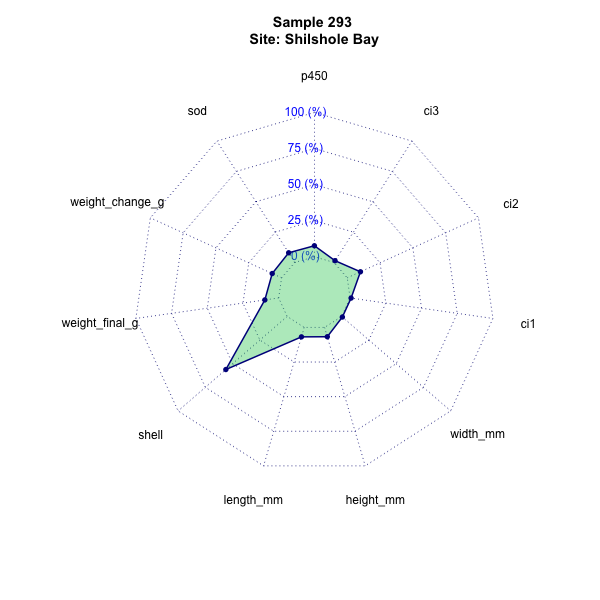 Sample 293
Site: Shilshole Bay
p450
sod
ci3
100 (%)
75 (%)
weight_change_g
ci2
50 (%)
25 (%)
0 (%)
weight_final_g
ci1
shell
width_mm
length_mm
height_mm